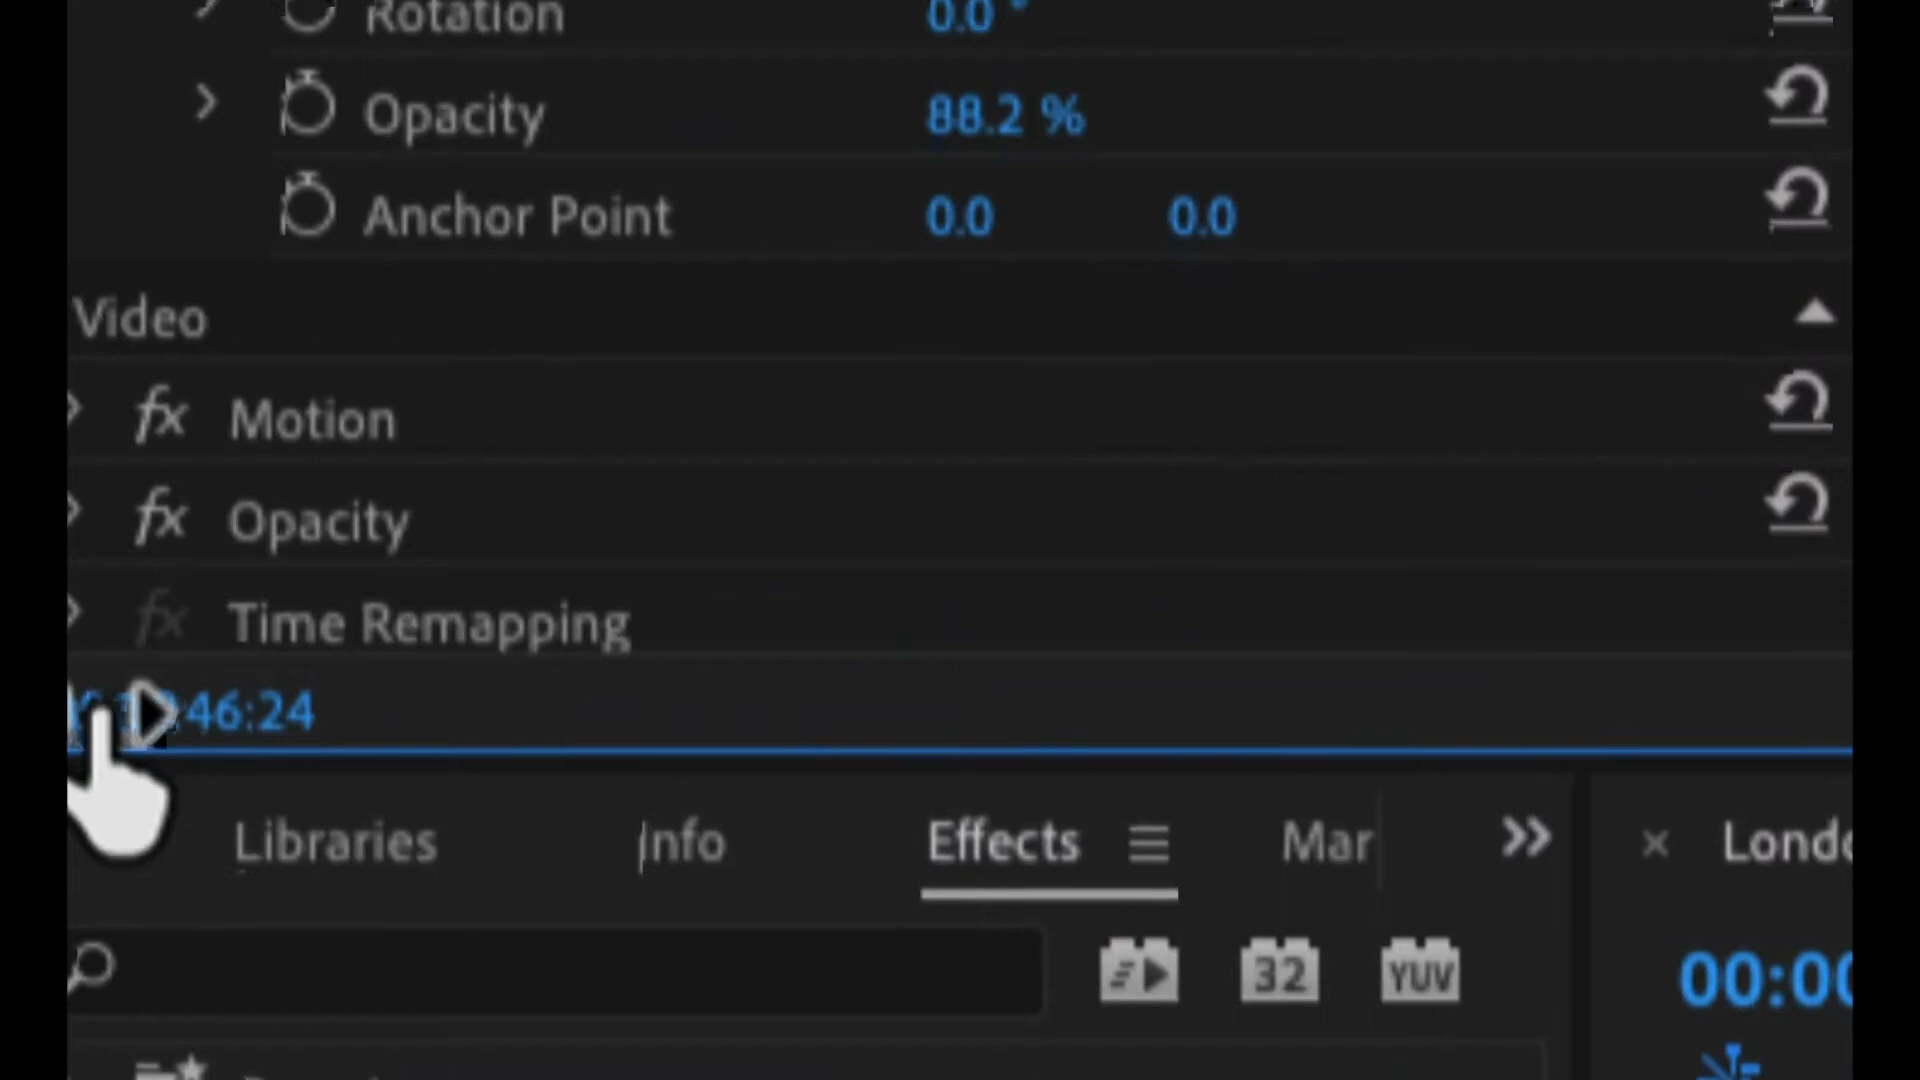 Rotation 0.0 °
Opacity 88.2 %
Anchor Point 0.0 0.0
Video
fx Motion
fx Opacity
fx Time Remapping
46:24
Libraries Info Effects Mar
32 YUV
Londo
00:00